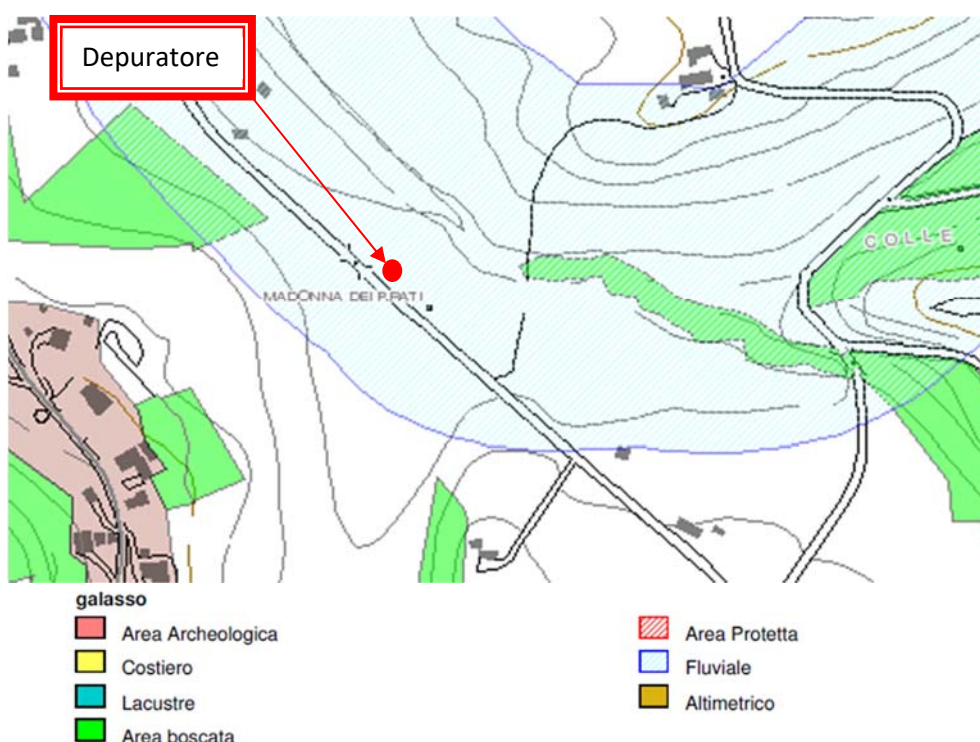 Depuratore
COLLE
MADONNA DEI P.PATI
galasso
Area Archeologica
Costiero
Lacustre
Area boscata
Area Protetta
Fluviale
Altimetrico